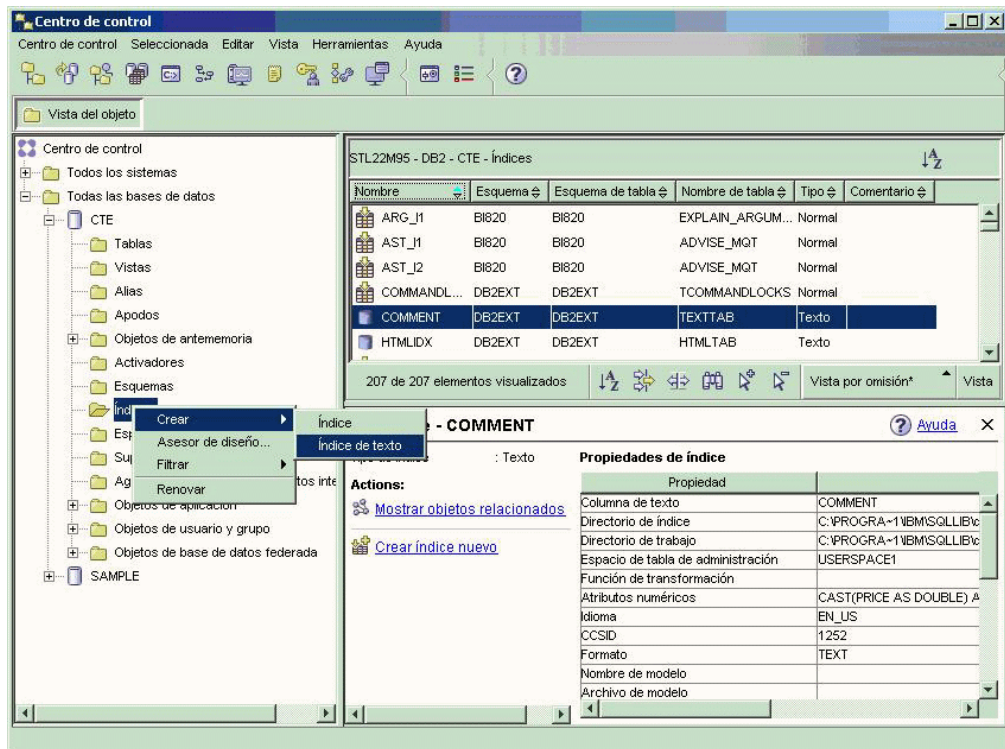 Centro de control
Centro de control Seleccionada Editar Vista Herramientas Ayuda
Vista del objeto
Centro de control
Todos los sistemas
Todas las bases de datos
CTE
Tablas
Vistas
Alias
Apodos
Objetos de antememoria
Activadores
Esquemas
Crear
Asesor de diseño...
Filtrar
Renovar
Índice
Índice de texto
Objetos de aplicación
Objetos de usuario y grupo
Objetos de base de datos federada
SAMPLE
STL22M95 - DB2 - CTE - Índices
Nombre Esquema Esquema de tabla Nombre de tabla Tipo Comentario
ARG_I1 BI820 BI820 EXPLAIN_ARGUM... Normal
AST_I1 BI820 BI820 ADVISE_MQT Normal
AST_I2 BI820 BI820 ADVISE_MQT Normal
COMMANDL... DB2EXT DB2EXT TCOMMANDLOCKS Normal
COMMENT DB2EXT DB2EXT TEXTTAB Texto
HTMLIDX DB2EXT DB2EXT HTMLTAB Texto
207 de 207 elementos visualizados Vista por omisión* Vista
- COMMENT Ayuda
: Texto
Actions:
Mostrar objetos relacionados
Crear índice nuevo
Propiedades de índice
Propiedad
Columna de texto COMMENT
Directorio de índice C:\PROGRA~1\IBM\SQLLIB\c
Directorio de trabajo C:\PROGRA~1\IBM\SQLLIB\c
Espacio de tabla de administración USERSPACE1
Función de transformación
Atributos numéricos CAST(PRICE AS DOUBLE) A
Idioma EN_US
CCSID 1252
Formato TEXT
Nombre de modelo
Archivo de modelo